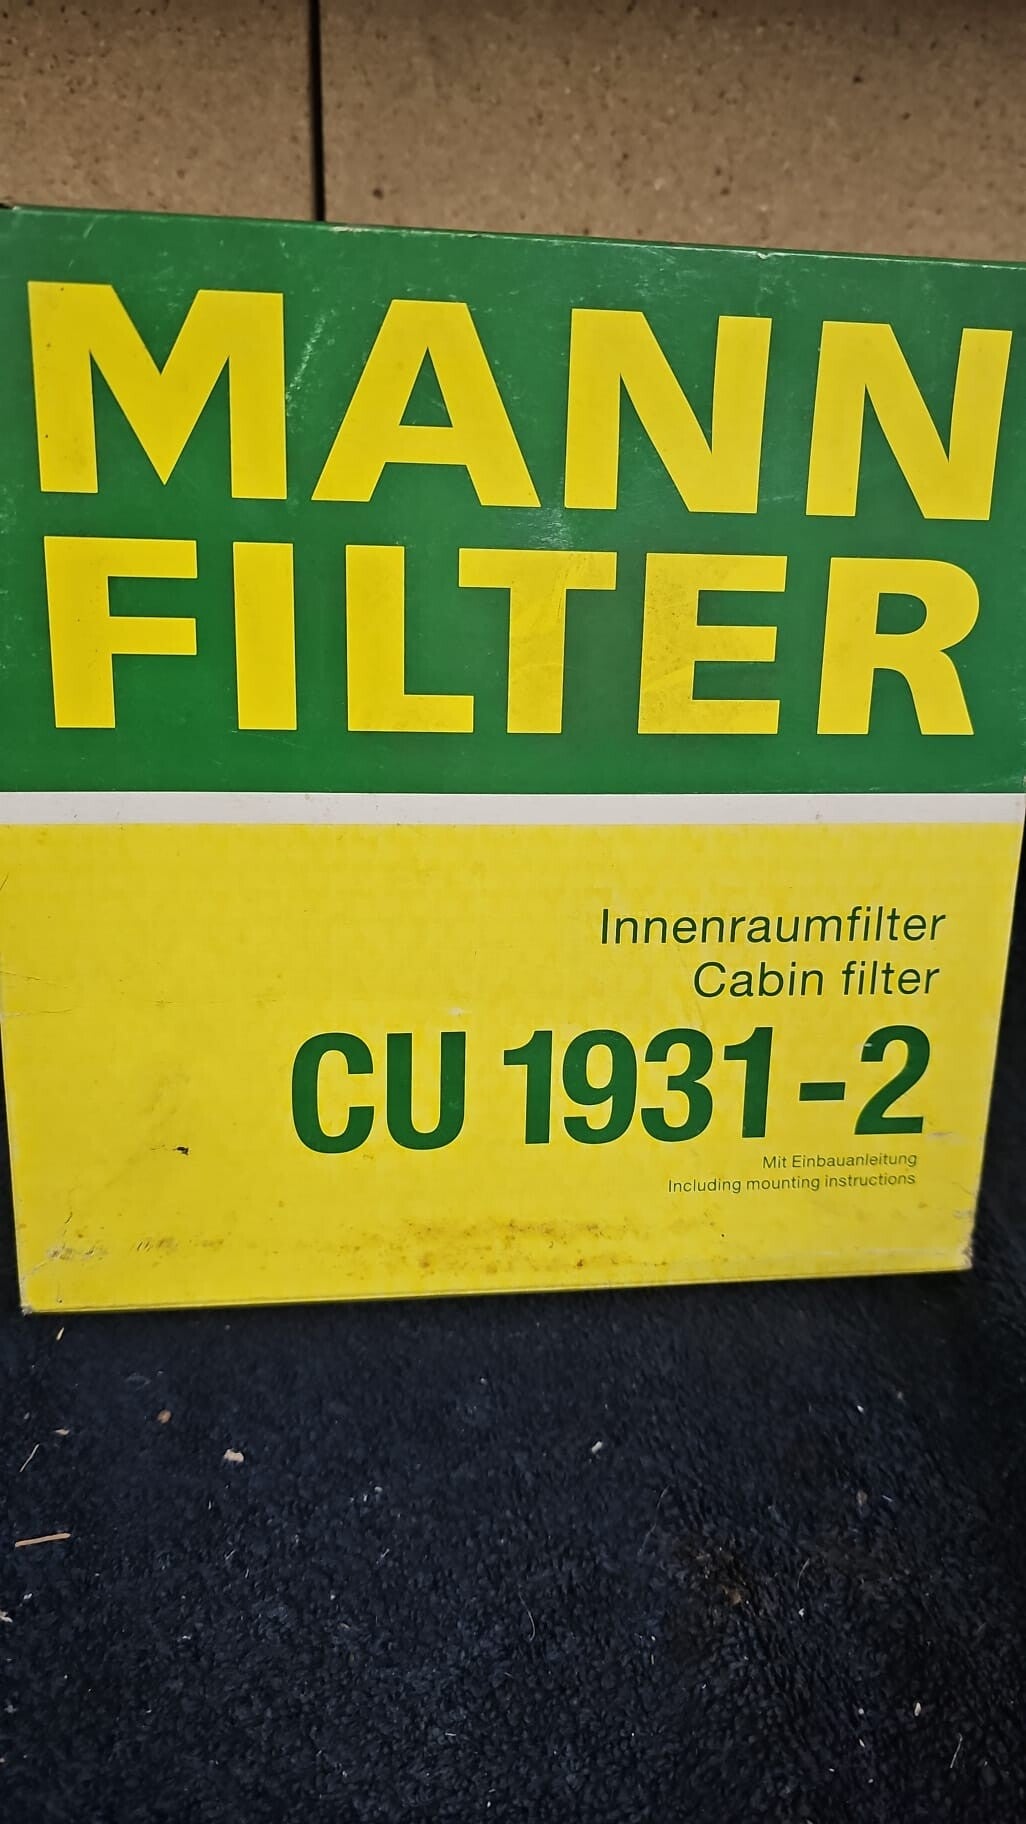 MANN
FILTER
Innenraumfilter
Cabin filter
CU 1931-2
Mit Einbauanleitung
Including mounting instructions